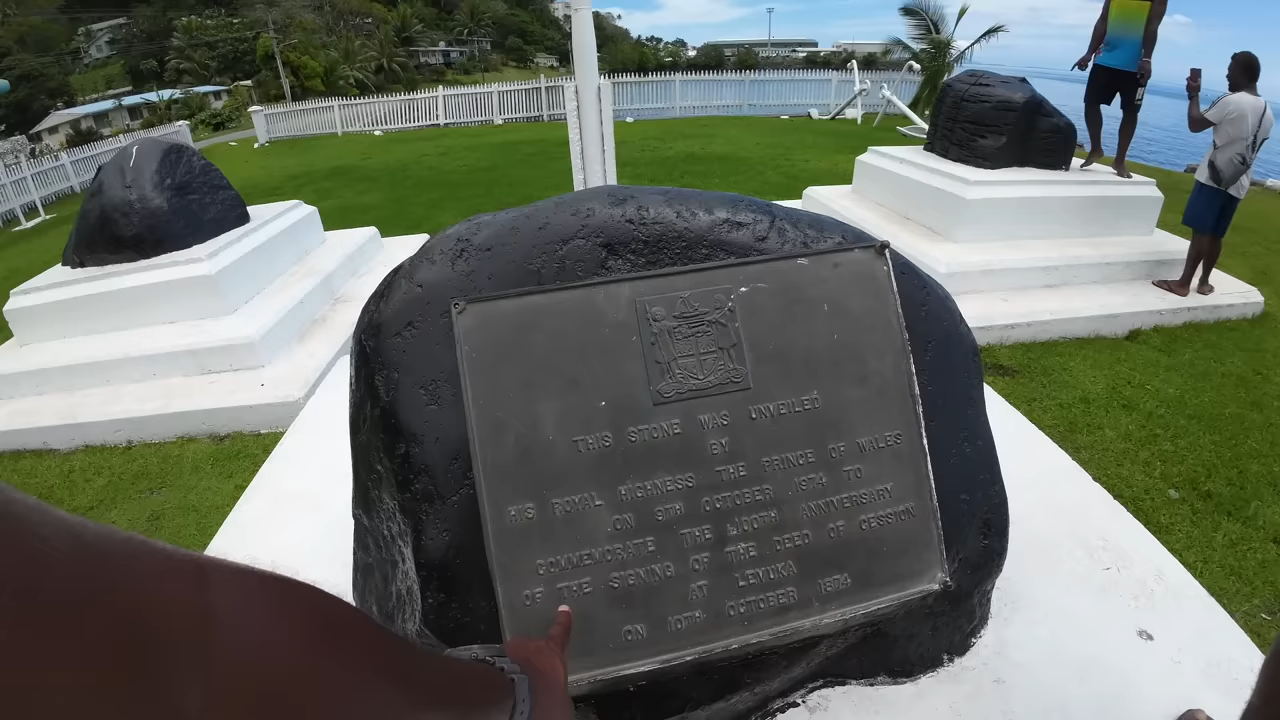 THIS STONE WAS UNVEILED
BY
HIS ROYAL HIGHNESS THE PRINCE OF WALES
ON 9TH OCTOBER 1974 TO
COMMEMORATE THE 100TH ANNIVERSARY
OF THE SIGNING OF THE DEED OF CESSION
AT LEVUKA
ON 10TH OCTOBER 1874